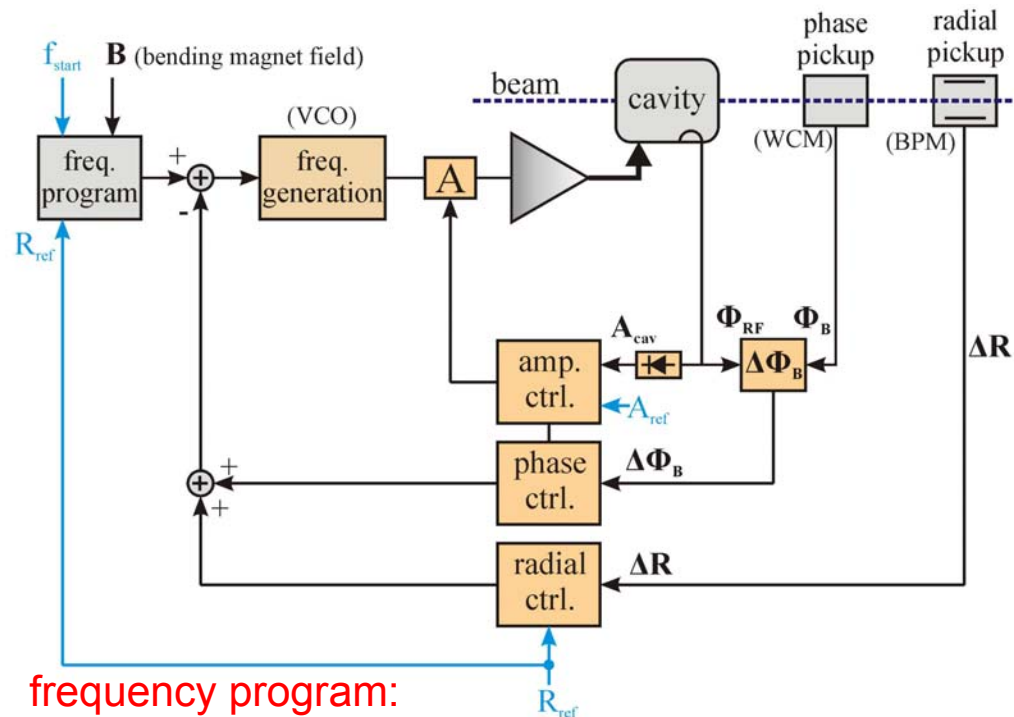 phase pickup
radial pickup
f_start
B (bending magnet field)
beam
cavity
(VCO)
(WCM)
(BPM)
freq. program
+
+
-
freq. generation
A
R_ref
A_cav
Φ_RF
Φ_B
ΔR
amp. ctrl.
ΔΦ_B
A_ref
+
+
+
phase ctrl.
ΔΦ_B
radial ctrl.
ΔR
frequency program:
R_ref